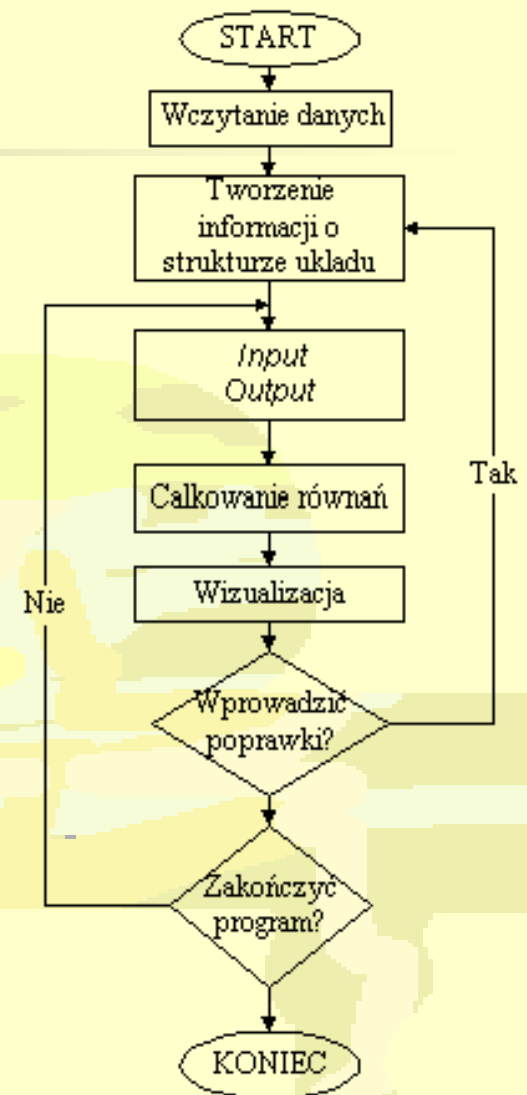 START
Wczytanie danych
Tworzenie
informacji o
strukturze ukladu
Input
Output
Calkowanie równań
Tak
Wizualizacja
Nie
Wprowadzić
poprawki?
Zakończyć
program?
KONIEC